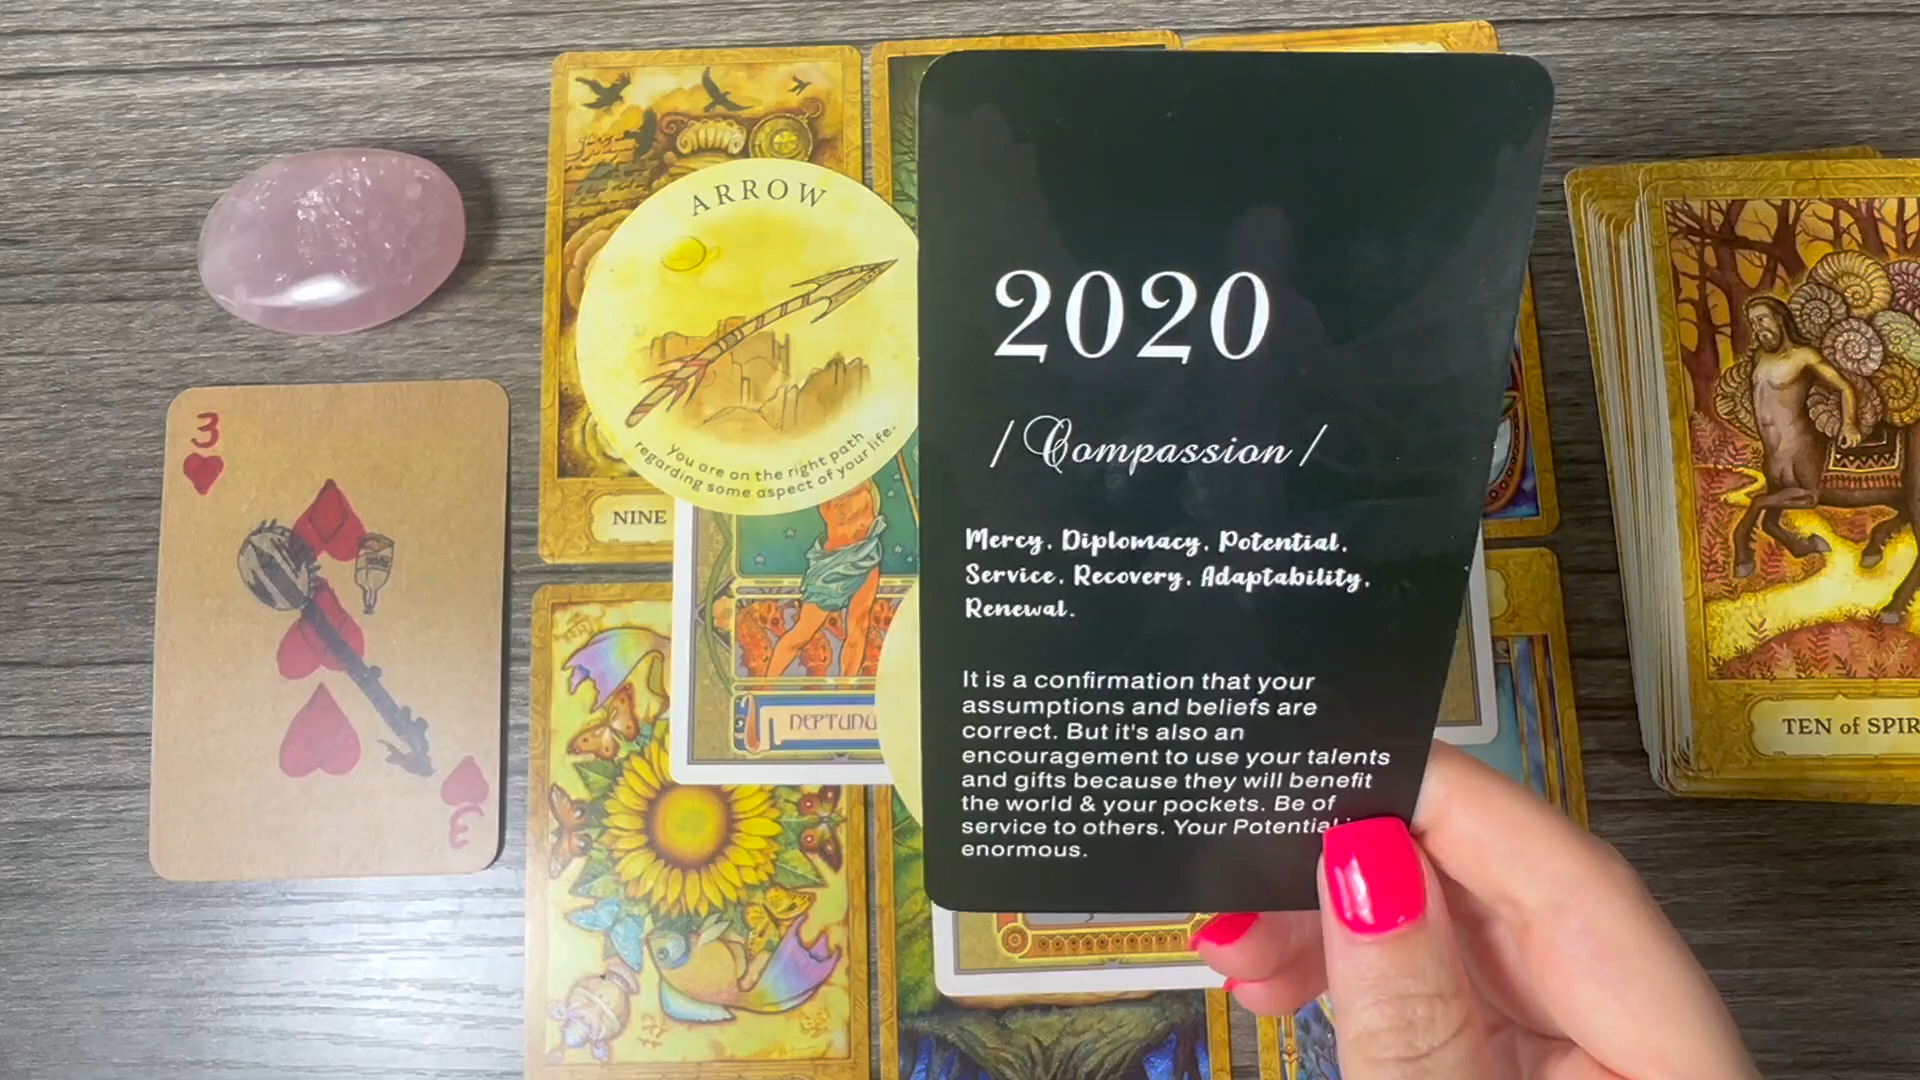 ARROW
You are on the right path
regarding some aspect of your life.
NINE
NEPTUNU
3
3
2020
/ Compassion /
Mercy, Diplomacy, Potential,
Service, Recovery, Adaptability,
Renewal.
It is a confirmation that your
assumptions and beliefs are
correct. But it's also an
encouragement to use your talents
and gifts because they will benefit
the world & your pockets. Be of
service to others. Your Potential
enormous.
TEN of SPIR